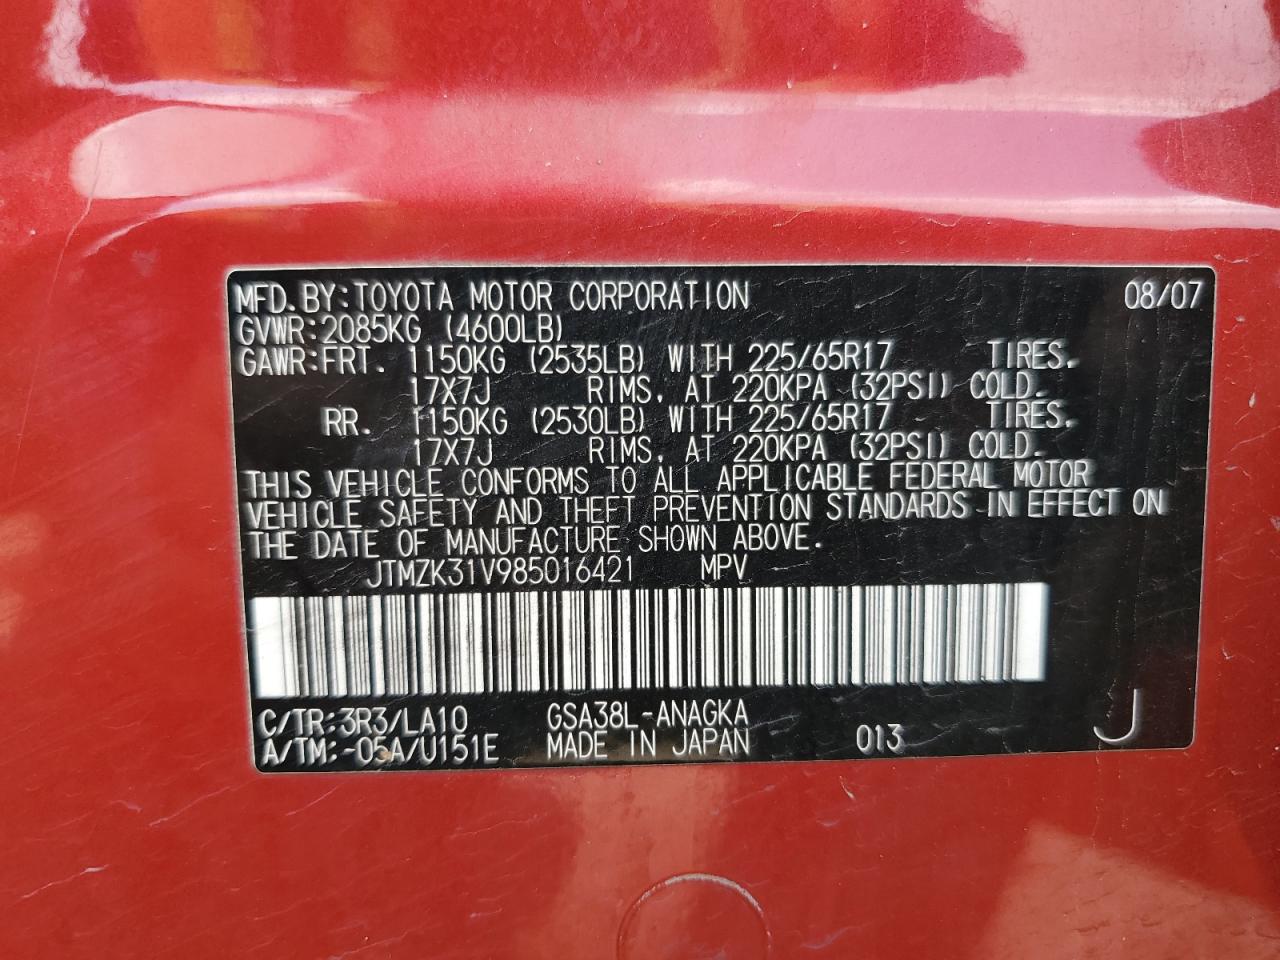 MFD.BY:TOYOTA MOTOR CORPORATION 08/07
GVWR:2085KG (4600LB)
GAWR:FRT. 1150KG (2535LB) WITH 225/65R17 TIRES.
17X7J RIMS, AT 220KPA (32PSI) COLD.
RR. 1150KG (2530LB) WITH 225/65R17 TIRES.
17X7J RIMS, AT 220KPA (32PSI) COLD.
THIS VEHICLE CONFORMS TO ALL APPLICABLE FEDERAL MOTOR
VEHICLE SAFETY AND THEFT PREVENTION STANDARDS IN EFFECT ON
THE DATE OF MANUFACTURE SHOWN ABOVE.
JTMZK31V985016421 MPV
C/TR:3R3/LA10 GSA38L-ANAGKA
A/TM:-05A/U151E MADE IN JAPAN 013 J